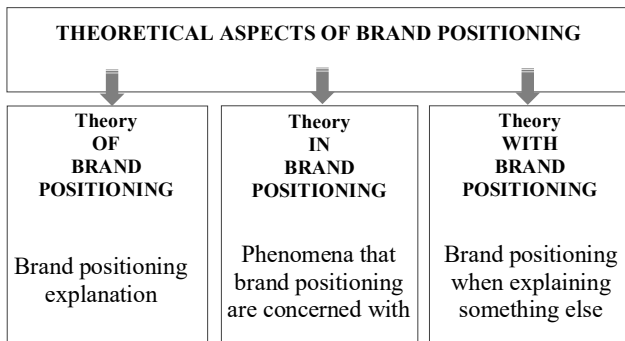 THEORETICAL ASPECTS OF BRAND POSITIONING
Theory
OF
BRAND
POSITIONING
Brand positioning
explanation
Theory
IN
BRAND
POSITIONING
Phenomena that
brand positioning
are concerned with
Theory
WITH
BRAND
POSITIONING
Brand positioning
when explaining
something else